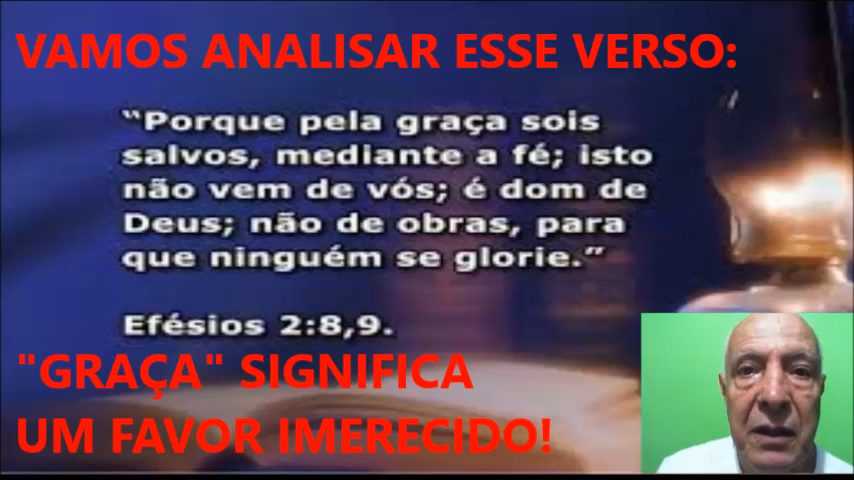 VAMOS ANALISAR ESSE VERSO:
“Porque pela graça sois
salvos, mediante a fé; isto
não vem de vós; é dom de
Deus; não de obras, para
que ninguém se glorie.”
Efésios 2:8,9.
"GRAÇA" SIGNIFICA
UM FAVOR IMERECIDO!